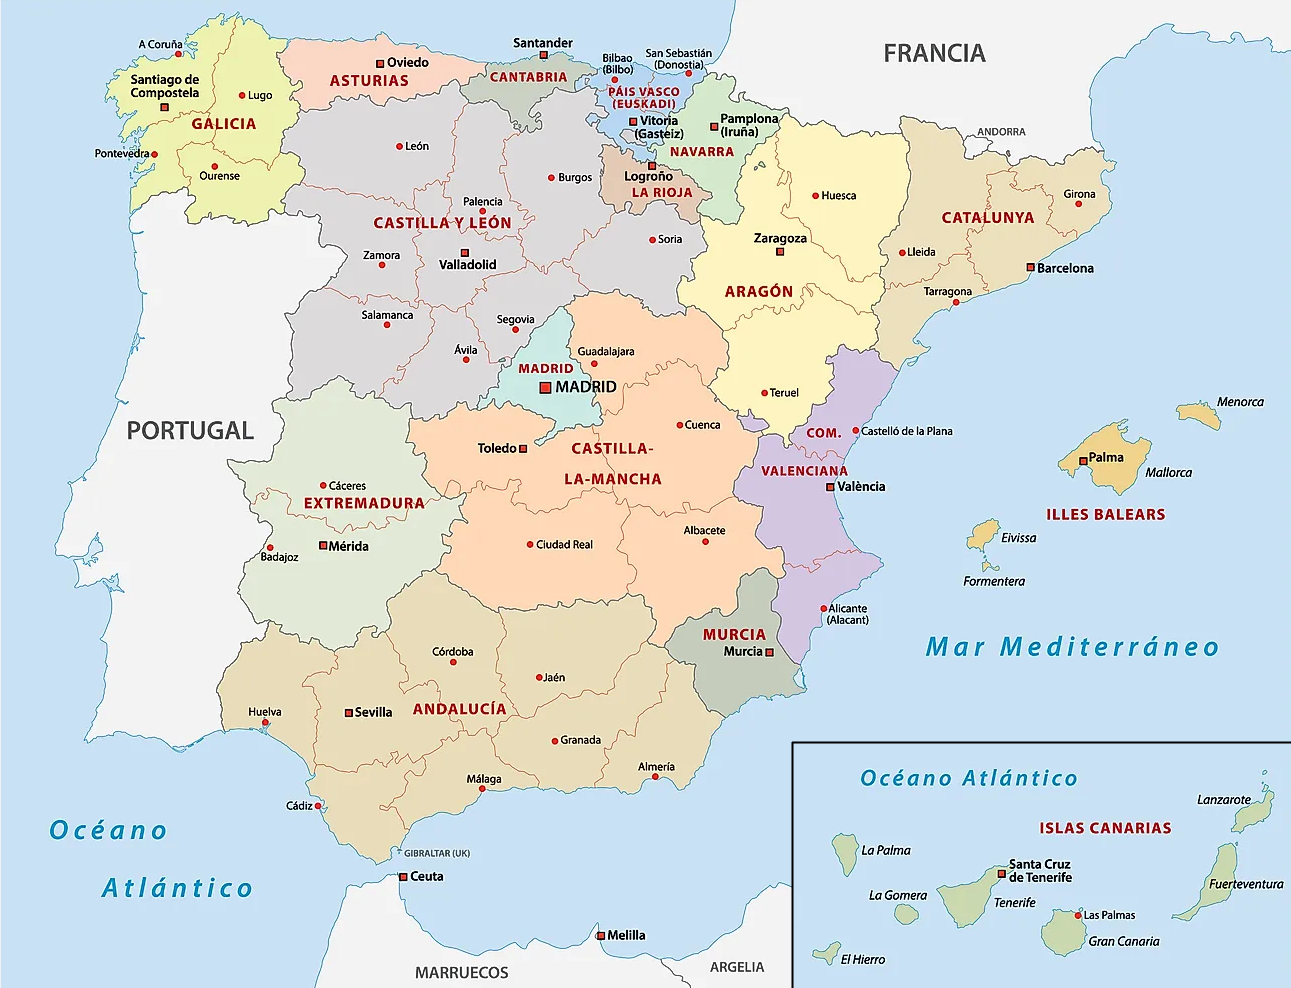 FRANCIA
A Coruña
Santiago de
Compostela
Lugo
GALICIA
Pontevedra
Ourense
Oviedo
ASTURIAS
Santander
CANTABRIA
Bilbao
(Bilbo)
San Sebastián
(Donostia)
PAÍS VASCO
(EUSKADI)
Vitoria
(Gasteiz)
Pamplona
(Iruña)
NAVARRA
Logroño
LA RIOJA
ANDORRA
León
Burgos
Palencia
CASTILLA Y LEÓN
Soria
Zamora
Valladolid
Salamanca
Segovia
Ávila
Huesca
Zaragoza
ARAGÓN
Teruel
Girona
CATALUNYA
Lleida
Barcelona
Tarragona
Guadalajara
MADRID
MADRID
PORTUGAL
Toledo
CASTILLA-
LA-MANCHA
Cuenca
Ciudad Real
Albacete
COM.
VALENCIANA
Castelló de la Plana
València
Alicante
(Alacant)
Menorca
Palma
Mallorca
ILLES BALEARS
Eivissa
Formentera
Cáceres
EXTREMADURA
Badajoz
Mérida
MURCIA
Murcia
Mar Mediterráneo
Córdoba
Jaén
Huelva
Sevilla
ANDALUCÍA
Granada
Almería
Málaga
Cádiz
Océano
Atlántico
GIBRALTAR (UK)
Ceuta
Melilla
MARRUECOS
ARGELIA
Océano Atlántico
Lanzarote
ISLAS CANARIAS
La Palma
Santa Cruz
de Tenerife
Tenerife
La Gomera
Fuerteventura
Las Palmas
Gran Canaria
El Hierro